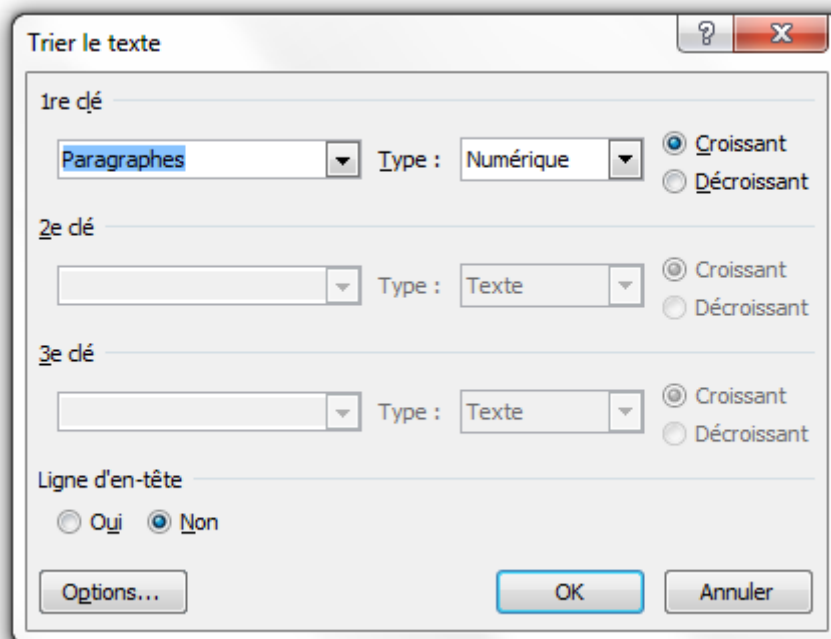 Trier le texte
1re clé
Paragraphes Type : Numérique Croissant
Décroissant
2e clé
Type : Texte Croissant
Décroissant
3e clé
Type : Texte Croissant
Décroissant
Ligne d'en-tête
Oui Non
Options... OK Annuler